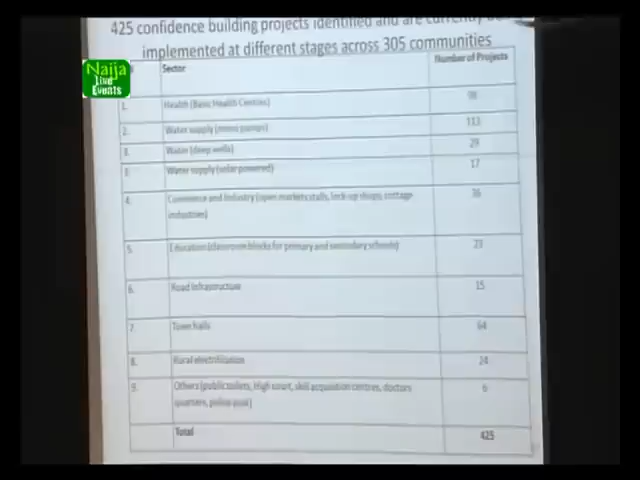 425 confidence building projects identified and are currently
implemented at different stages across 305 communities
Naija
Live
Events
Sector Number of Projects
1. Health (Basic Health Centres) 98
2. Water supply (mono pumps) 113
3. Water (deep wells) 29
3. Water supply (solar powered) 17
4. Commerce and Industry (open markets stalls, lock-up shops, cottage 36
industries)
5. Education (classroom blocks for primary and secondary schools) 23
6. Road Infrastructure 15
7. Town halls 64
8. Rural electrification 24
9. Others (public toilets, High court, skill acquisition centres, doctors 6
quarters, police post)
Total 425